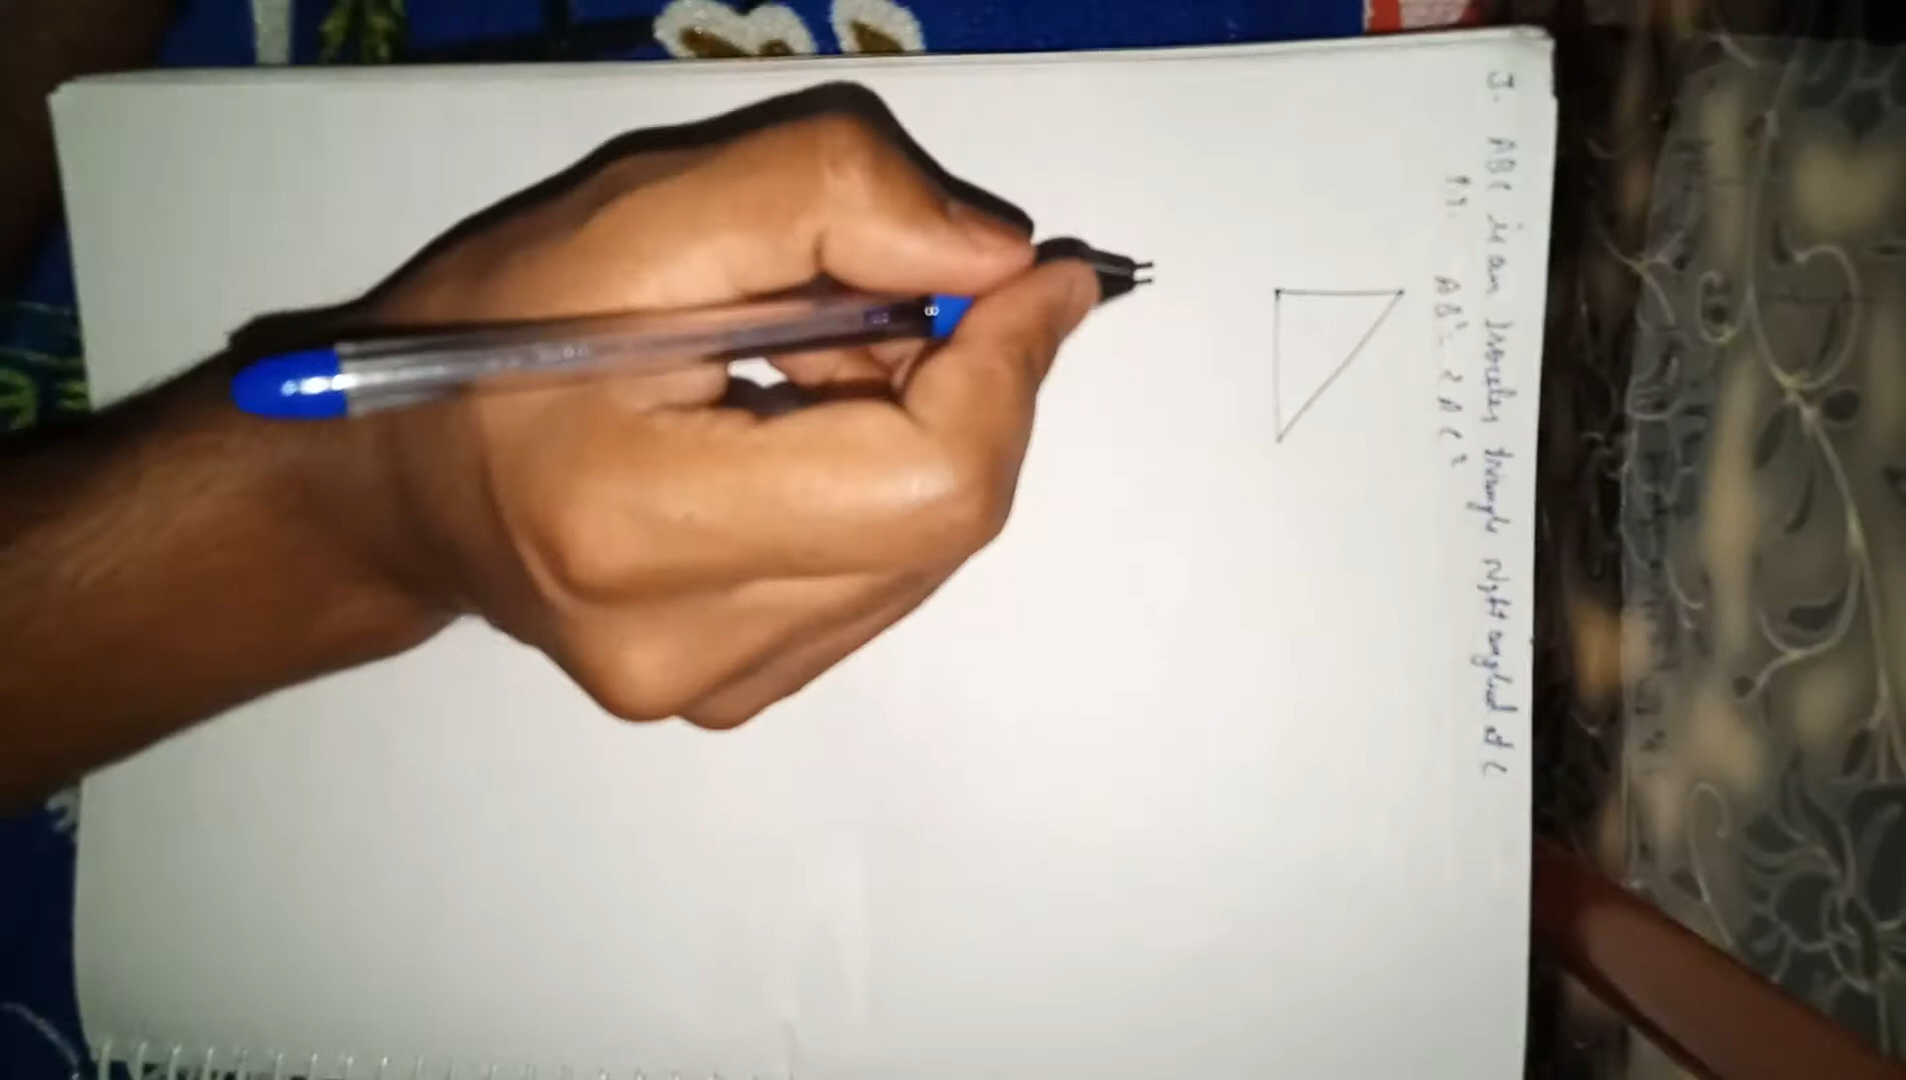 3. ABC is an Isosceles triangle right angled at C
P.T. AB² = 2AC²